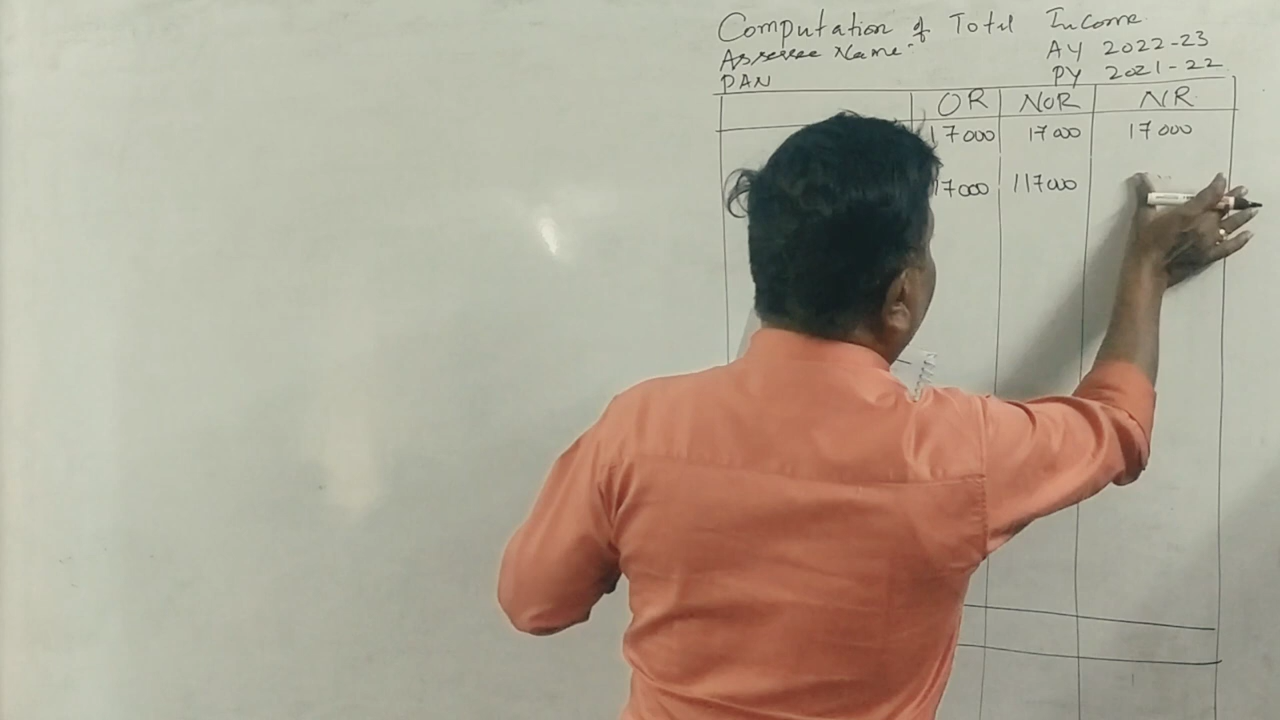 Computation of Total Income
Assessee Name:
AY 2022-23
PAN
PY 2021-22
OR NOR NR
17000 17000 17000
17000 117000